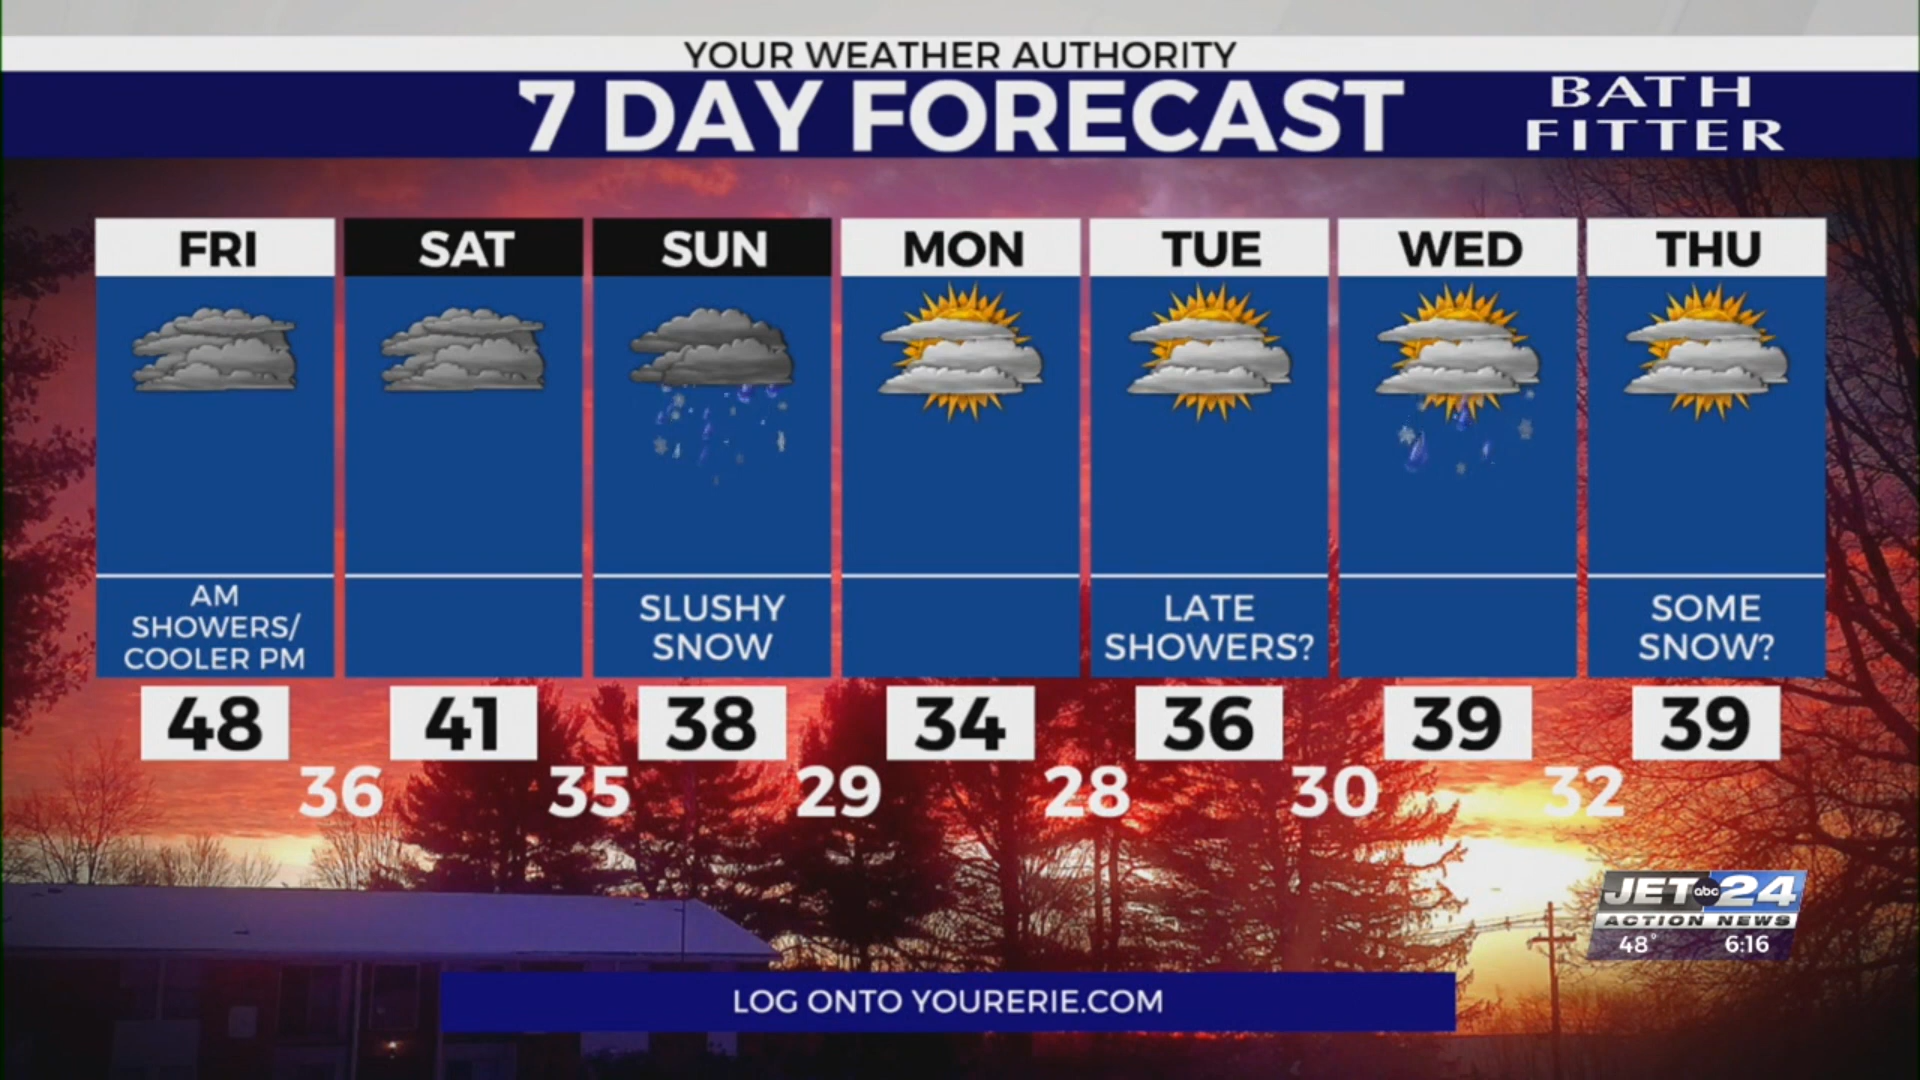 YOUR WEATHER AUTHORITY
7 DAY FORECAST
BATH
FITTER
FRI
SAT
SUN
MON
TUE
WED
THU
AM
SHOWERS/
COOLER PM
SLUSHY
SNOW
LATE
SHOWERS?
SOME
SNOW?
48
41
38
34
36
39
39
36
35
29
28
30
32
JET abc 24
ACTION NEWS
48° 6:16
LOG ONTO YOURERIE.COM